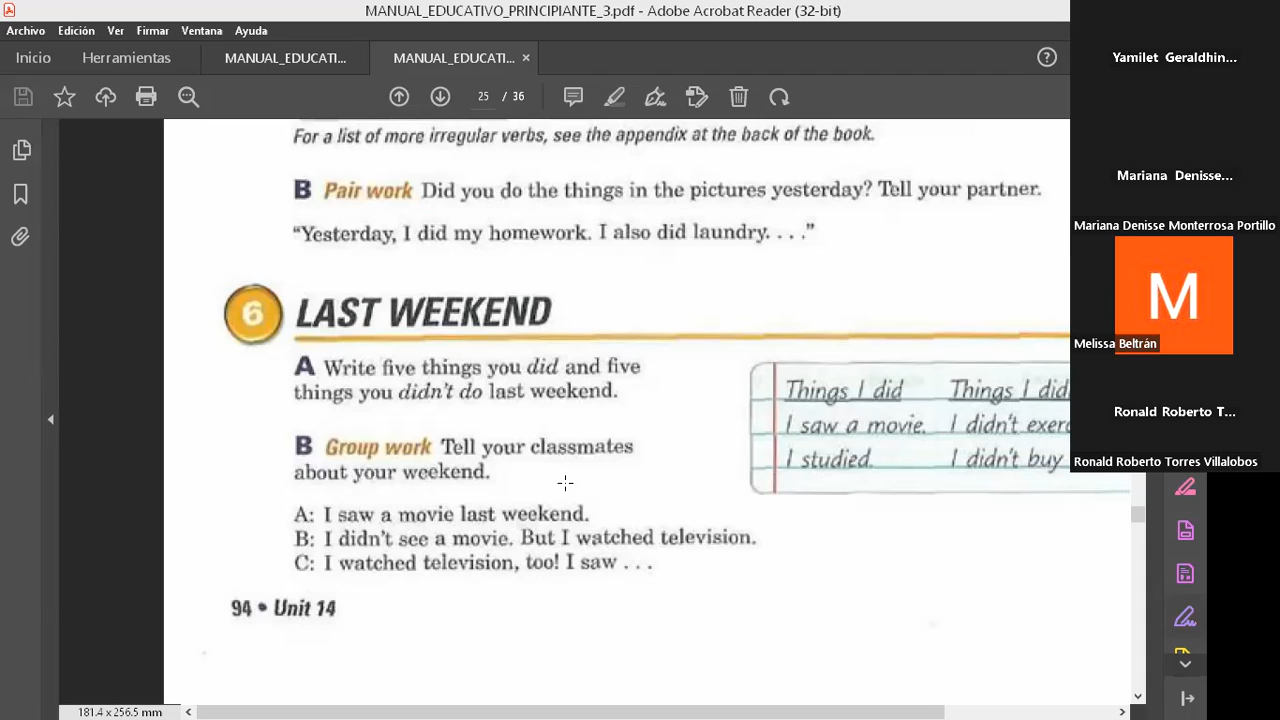 MANUAL_EDUCATIVO_PRINCIPIANTE_3.pdf - Adobe Acrobat Reader (32-bit)
Archivo Edición Ver Firmar Ventana Ayuda
Inicio Herramientas MANUAL_EDUCATI... MANUAL_EDUCATI... ×
25 / 36
For a list of more irregular verbs, see the appendix at the back of the book.
B Pair work Did you do the things in the pictures yesterday? Tell your partner.
“Yesterday, I did my homework. I also did laundry. . . .”
6 LAST WEEKEND
A Write five things you did and five
things you didn't do last weekend.
B Group work Tell your classmates
about your weekend.
A: I saw a movie last weekend.
B: I didn't see a movie. But I watched television.
C: I watched television, too! I saw . . .
94 • Unit 14
Things I did Things I did
I saw a movie. I didn't exer
I studied. I didn't buy
181.4 x 256.5 mm
Yamilet Geraldhin...
Mariana Denisse...
Mariana Denisse Monterrosa Portillo
M
Melissa Beltrán
Ronald Roberto T...
Ronald Roberto Torres Villalobos